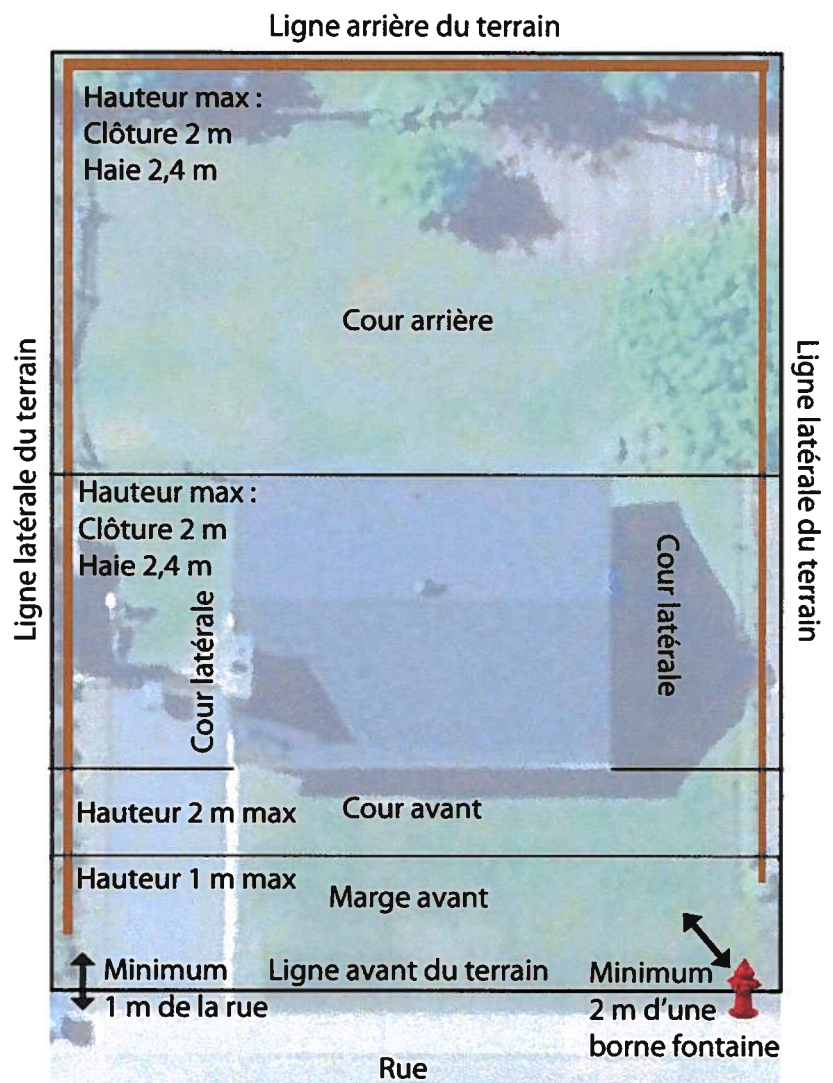 Ligne arrière du terrain
Hauteur max :
Clôture 2 m
Haie 2,4 m
Cour arrière
Ligne latérale du terrain
Ligne latérale du terrain
Hauteur max :
Clôture 2 m
Haie 2,4 m
Cour latérale
Cour latérale
Hauteur 2 m max
Cour avant
Hauteur 1 m max
Marge avant
Minimum
1 m de la rue
Ligne avant du terrain
Minimum
2 m d'une
borne fontaine
Rue